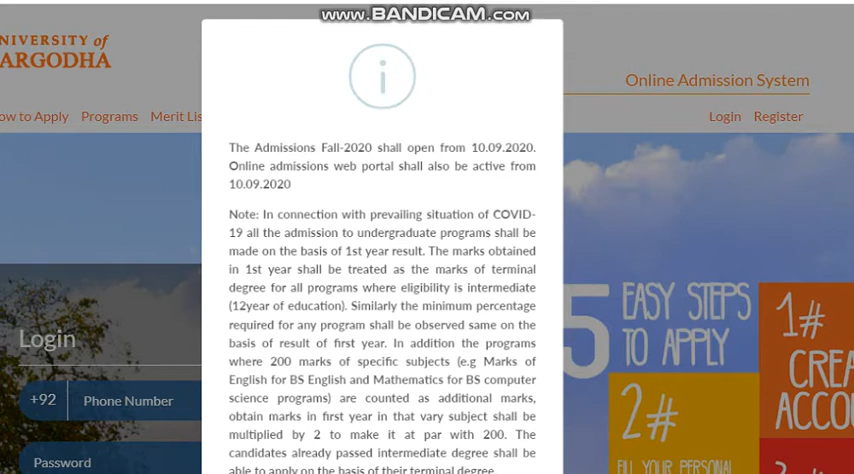 www.BANDICAM.com
NIVERSITY of
ARGODHA
Online Admission System
ow to Apply Programs Merit Lis
Login Register
The Admissions Fall-2020 shall open from 10.09.2020.
Online admissions web portal shall also be active from
10.09.2020
Note: In connection with prevailing situation of COVID-
19 all the admission to undergraduate programs shall be
made on the basis of 1st year result. The marks obtained
in 1st year shall be treated as the marks of terminal
degree for all programs where eligibility is intermediate
(12year of education). Similarly the minimum percentage
required for any program shall be observed same on the
basis of result of first year. In addition the programs
where 200 marks of specific subjects (e.g Marks of
English for BS English and Mathematics for BS computer
science programs) are counted as additional marks,
obtain marks in first year in that vary subject shall be
multiplied by 2 to make it at par with 200. The
candidates already passed intermediate degree shall be
able to apply on the basis of their terminal degree.
Login
+92 Phone Number
Password
5 EASY STEPS
TO APPLY
1#
CREA
ACCOU
2#
FILL YOUR PERSONAL